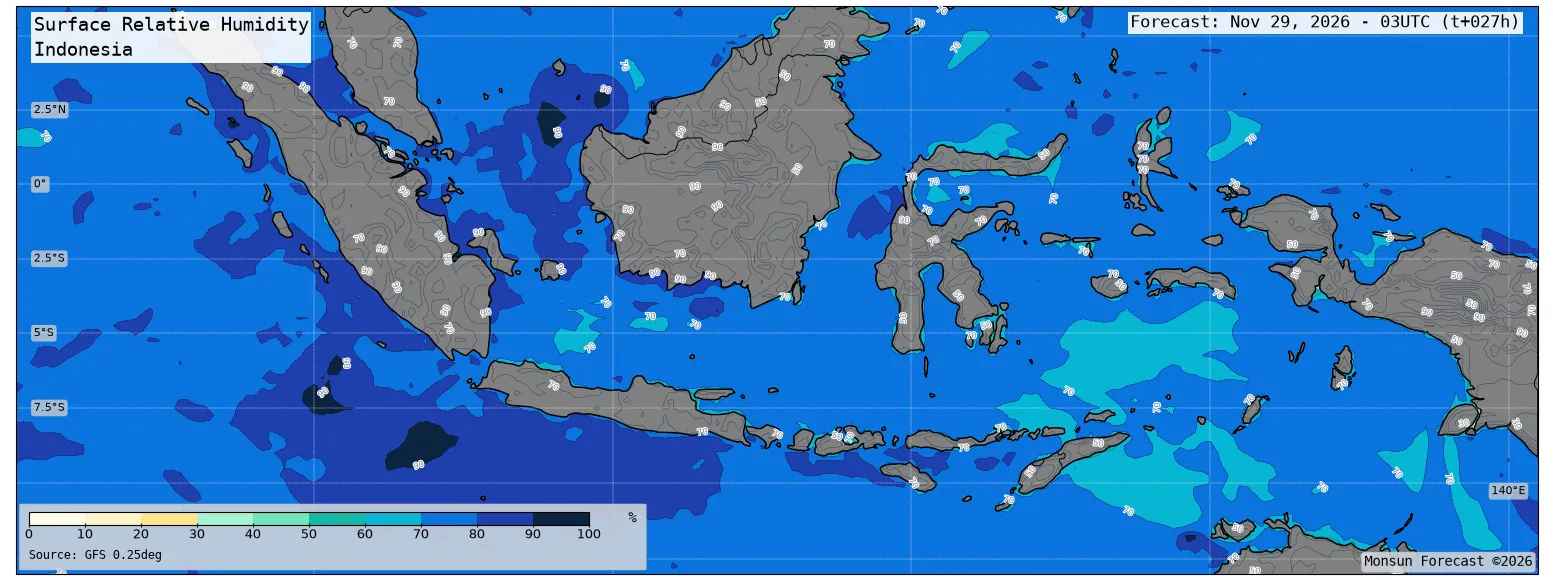 Surface Relative Humidity
Indonesia
Forecast: Nov 29, 2026 - 03UTC (t+027h)
2.5°N
0°
2.5°S
5°S
7.5°S
140°E
%
0 10 20 30 40 50 60 70 80 90 100
Source: GFS 0.25deg
Monsun Forecast ©2026